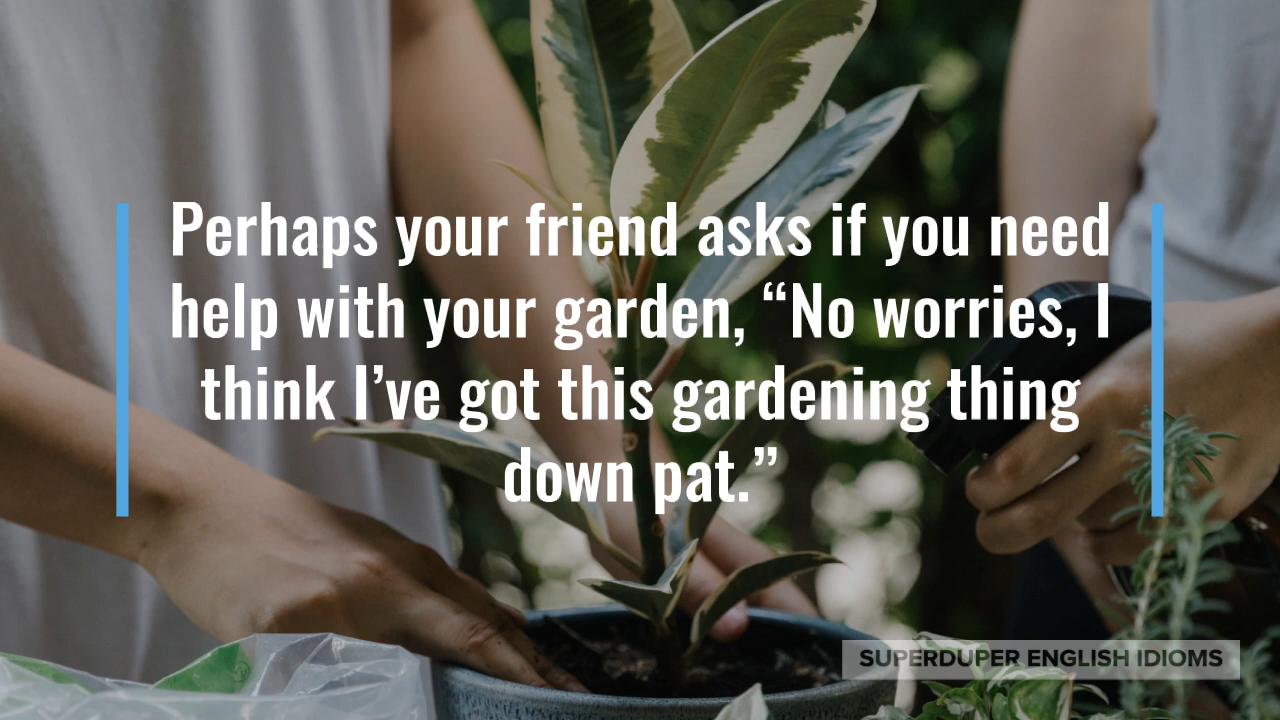 Perhaps your friend asks if you need
help with your garden, “No worries, I
think I’ve got this gardening thing
down pat.”
SUPERDUPER ENGLISH IDIOMS